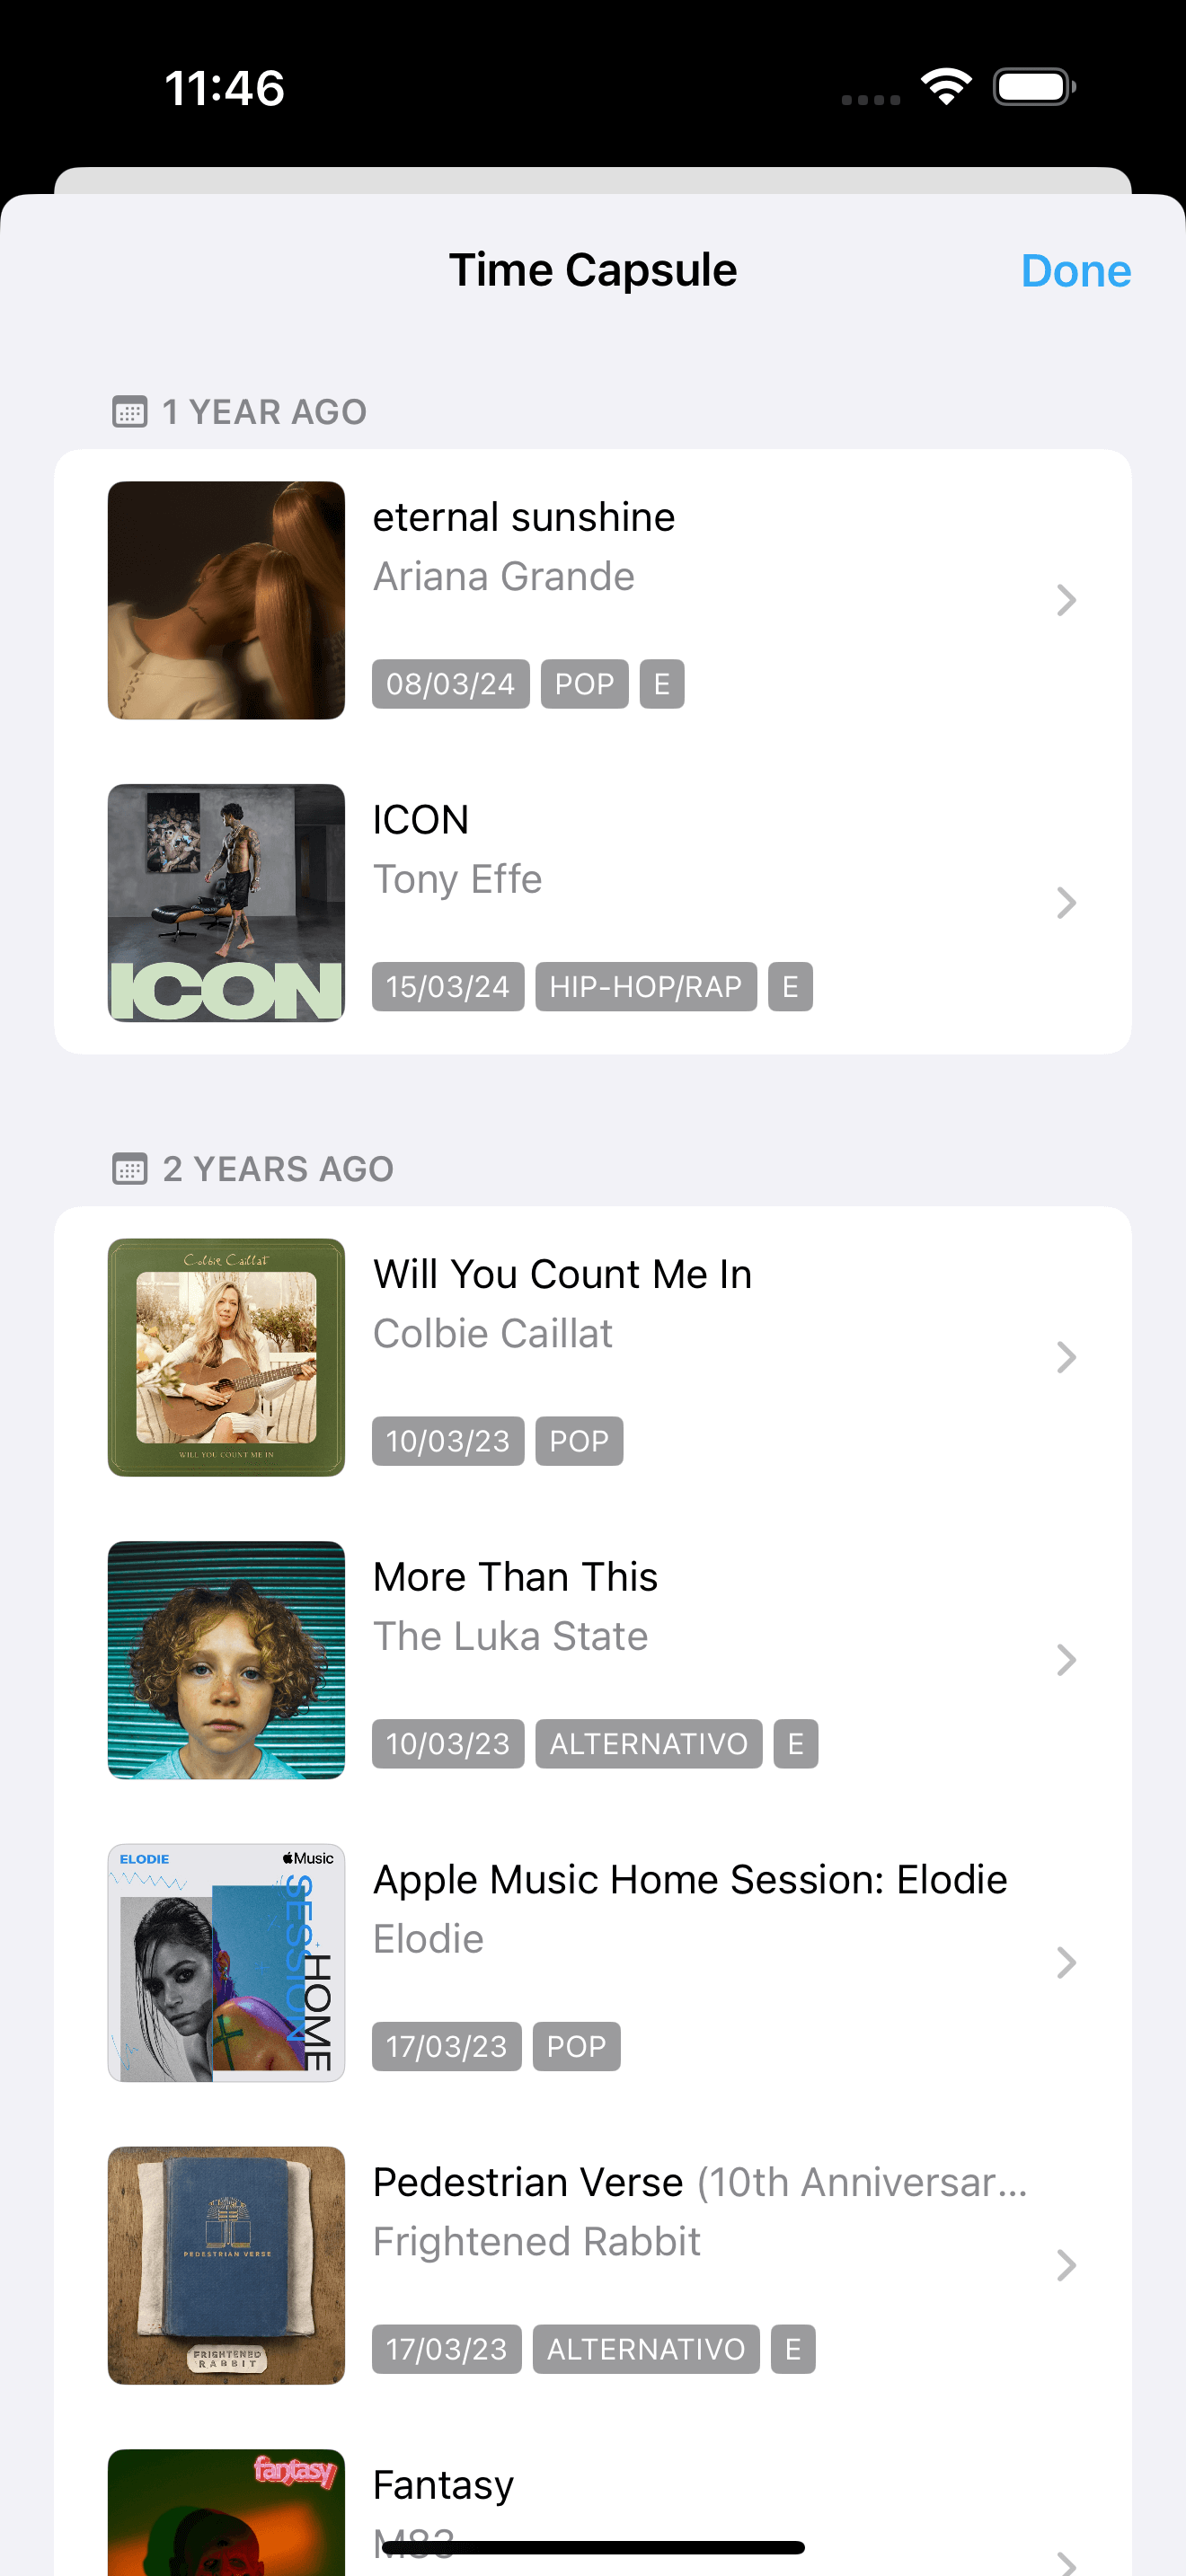 11:46
Time Capsule
Done
1 YEAR AGO
eternal sunshine
Ariana Grande
08/03/24 POP E
ICON
ICON
Tony Effe
15/03/24 HIP-HOP/RAP E
2 YEARS AGO
Colbie Caillat
WILL YOU COUNT ME IN
Will You Count Me In
Colbie Caillat
10/03/23 POP
More Than This
The Luka State
10/03/23 ALTERNATIVO E
ELODIE
Music
SESSION
HOME
Apple Music Home Session: Elodie
Elodie
17/03/23 POP
PEDESTRIAN VERSE
FRIGHTENED
RABBIT
Pedestrian Verse (10th Anniversar...
Frightened Rabbit
17/03/23 ALTERNATIVO E
fantasy
Fantasy
M83